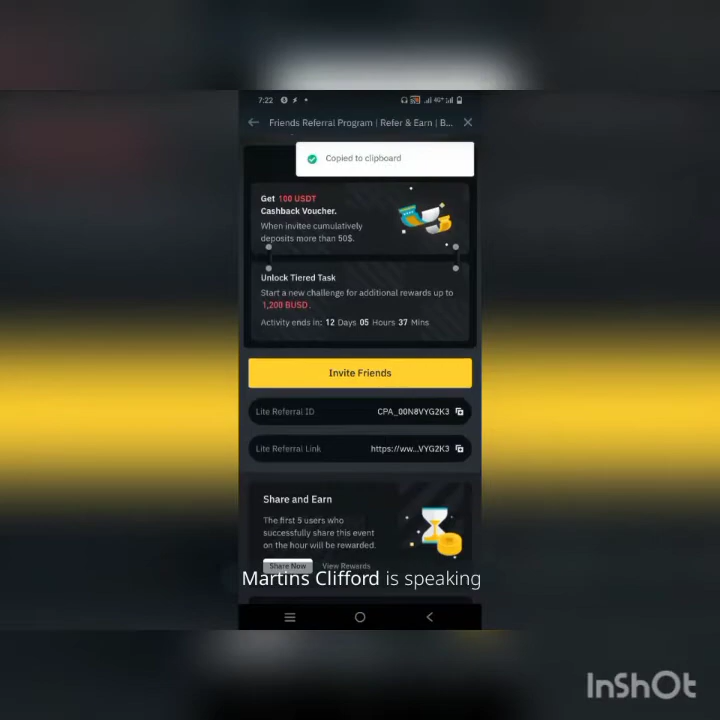 7:22
4G+
Friends Referral Program | Refer & Earn | B...
Copied to clipboard
Get 100 USDT
Cashback Voucher.
When invitee cumulatively
deposits more than 50$.
Unlock Tiered Task
Start a new challenge for additional rewards up to
1,200 BUSD.
Activity ends in: 12 Days 05 Hours 37 Mins
Invite Friends
Lite Referral ID CPA_00N8VYG2K3
Lite Referral Link https://ww...VYG2K3
Share and Earn
The first 5 users who
successfully share this event
on the hour will be rewarded.
Share Now View Rewards
Martins Clifford is speaking
InShOt